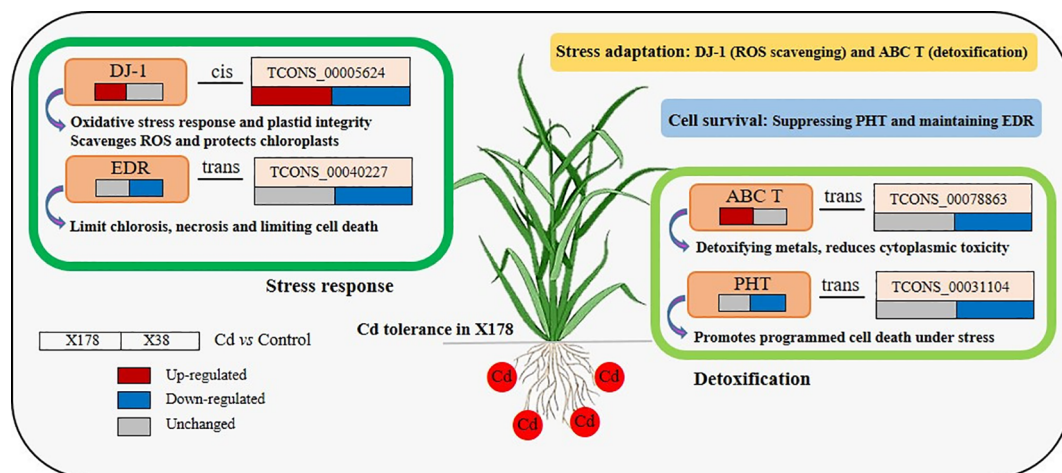 Stress adaptation: DJ-1 (ROS scavenging) and ABC T (detoxification)
Cell survival: Suppressing PHT and maintaining EDR
DJ-1
cis
TCONS_00005624
Oxidative stress response and plastid integrity
Scavenges ROS and protects chloroplasts
EDR
trans
TCONS_00040227
Limit chlorosis, necrosis and limiting cell death
Stress response
ABC T
trans
TCONS_00078863
Detoxifying metals, reduces cytoplasmic toxicity
PHT
trans
TCONS_00031104
Promotes programmed cell death under stress
Detoxification
Cd tolerance in X178
X178
X38
Cd vs Control
Up-regulated
Down-regulated
Unchanged
Cd
Cd
Cd
Cd